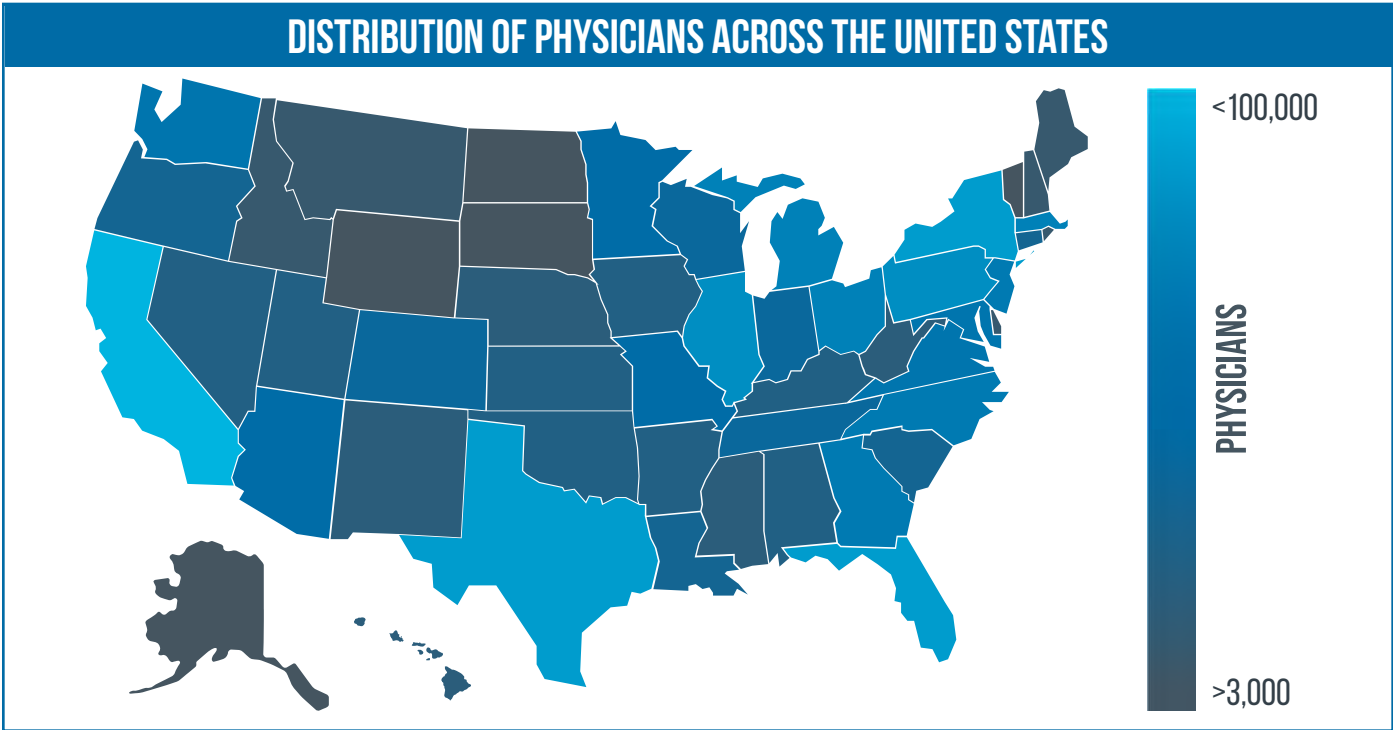 DISTRIBUTION OF PHYSICIANS ACROSS THE UNITED STATES
<100,000
PHYSICIANS
>3,000